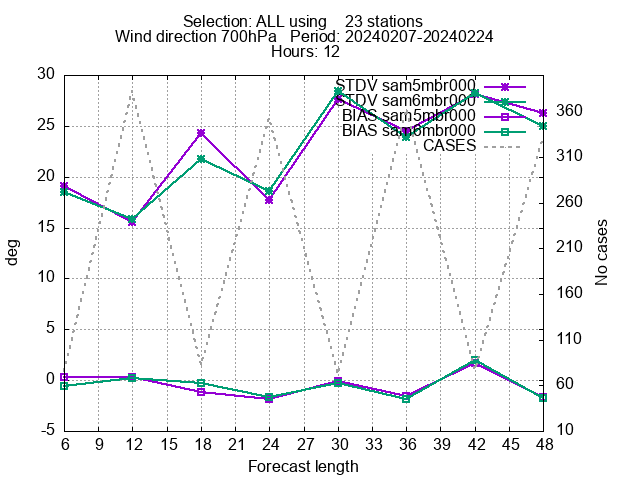 Selection: ALL using    23 stations
Wind direction 700hPa   Period: 20240207-20240224
Hours: 12
STDV sam5mbr000
STDV sam6mbr000
BIAS sam5mbr000
BIAS sam6mbr000
CASES
30
25
20
15
10
5
0
-5
deg
360
310
260
210
160
110
60
10
No cases
6 9 12 15 18 21 24 27 30 33 36 39 42 45 48
Forecast length